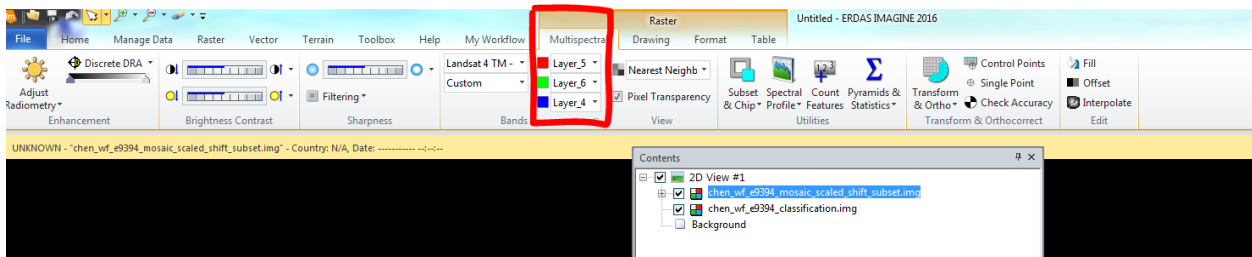 Raster
Untitled - ERDAS IMAGINE 2016
File Home Manage Data Raster Vector Terrain Toolbox Help My Workflow Multispectral Drawing Format Table
Discrete DRA
Landsat 4 TM -
Layer_5
Nearest Neighb
Control Points
Fill
Custom
Layer_6
Single Point
Offset
Adjust
Radiometry
Filtering
Layer_4
Pixel Transparency
Subset
& Chip
Spectral
Profile
Count
Features
Pyramids &
Statistics
Transform
& Ortho
Check Accuracy
Interpolate
Enhancement Brightness Contrast Sharpness Bands View Utilities Transform & Orthocorrect Edit
UNKNOWN - "chen_wf_e9394_mosaic_scaled_shift_subset.img" - Country: N/A, Date: ----------- --:--:--
Contents
2D View #1
chen_wf_e9394_mosaic_scaled_shift_subset.img
chen_wf_e9394_classification.img
Background